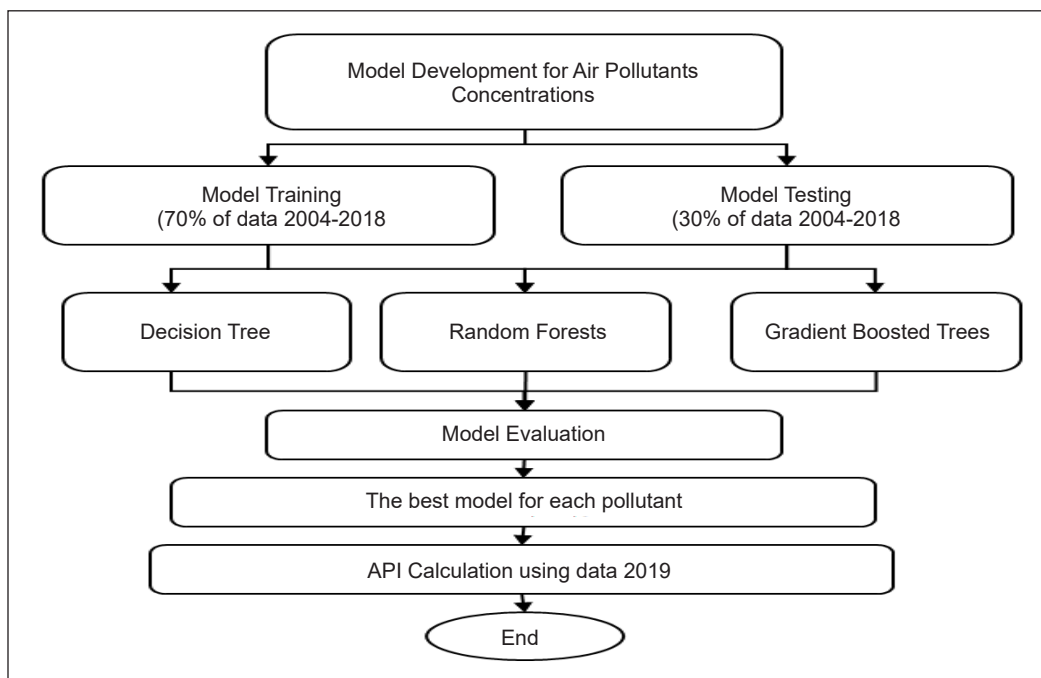 Model Development for Air Pollutants
Concentrations
Model Training
(70% of data 2004-2018
Model Testing
(30% of data 2004-2018
Decision Tree
Random Forests
Gradient Boosted Trees
Model Evaluation
The best model for each pollutant
API Calculation using data 2019
End